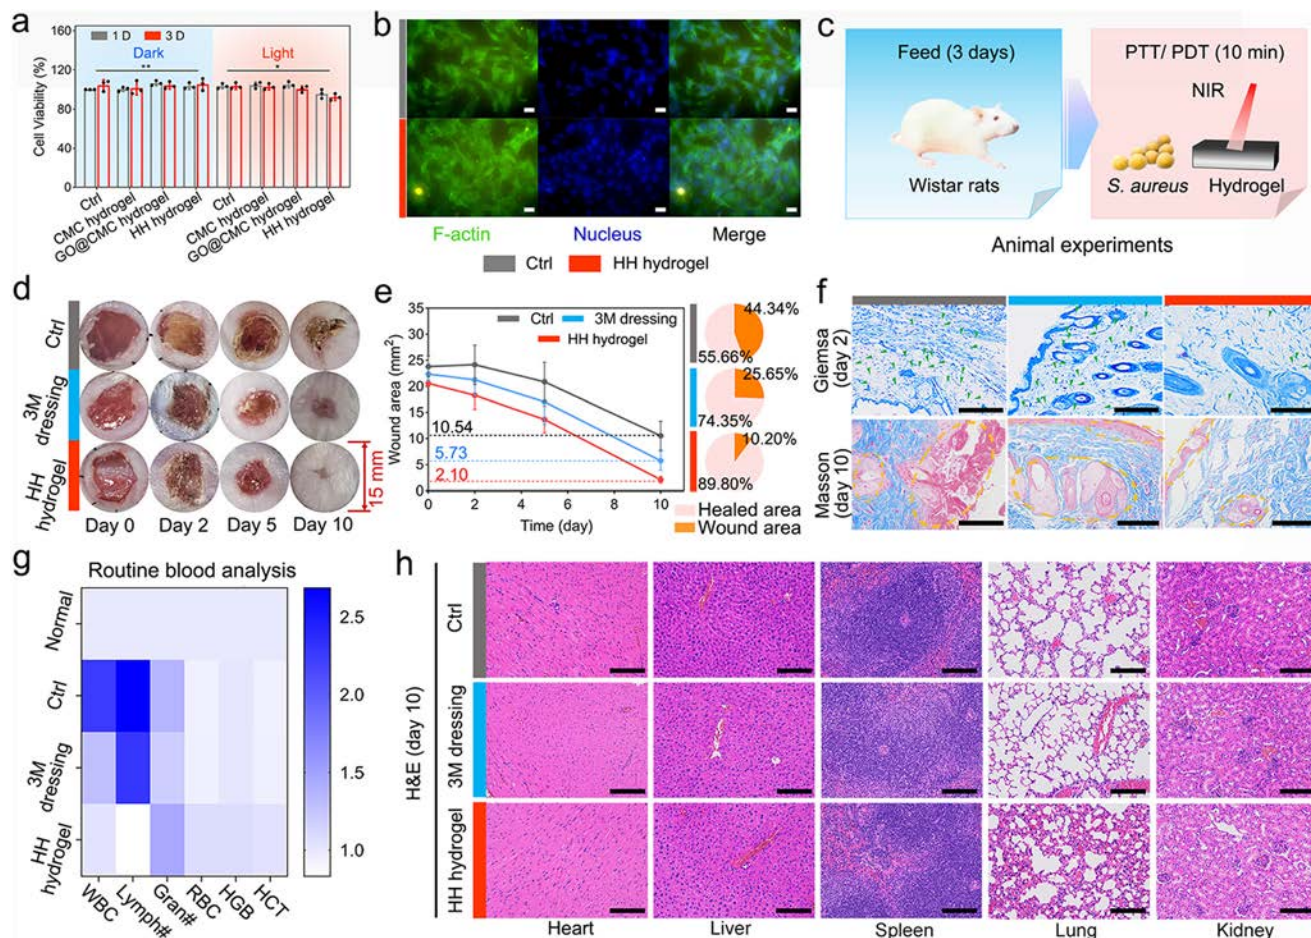 a
160
120
80
40
0
Cell Viability (%)
1 D
3 D
Dark
Light
**
*
Ctrl
CMC hydrogel
GO@CMC hydrogel
HH hydrogel
Ctrl
CMC hydrogel
GO@CMC hydrogel
HH hydrogel
b
F-actin
Nucleus
Merge
Ctrl
HH hydrogel
c
Feed (3 days)
Wistar rats
PTT/ PDT (10 min)
NIR
S. aureus
Hydrogel
Animal experiments
d
Ctrl
3M dressing
HH hydrogel
Day 0
Day 2
Day 5
Day 10
15 mm
e
35
30
25
20
15
10
5
0
Wound area (mm²)
Ctrl
3M dressing
HH hydrogel
10.54
5.73
2.10
0
2
4
6
8
10
Time (day)
44.34%
55.66%
25.65%
74.35%
10.20%
89.80%
Healed area
Wound area
f
Giemsa (day 2)
Masson (day 10)
g
Routine blood analysis
Normal
Ctrl
3M dressing
HH hydrogel
WBC
Lymph#
Gran#
RBC
HGB
HCT
2.5
2.0
1.5
1.0
h
H&E (day 10)
Ctrl
3M dressing
HH hydrogel
Heart
Liver
Spleen
Lung
Kidney